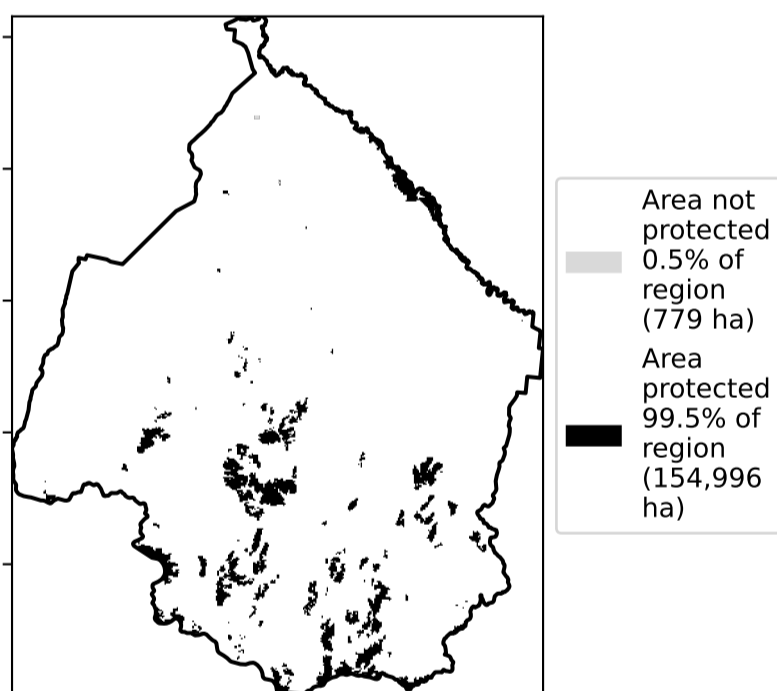 Area not
protected
0.5% of
region
(779 ha)
Area
protected
99.5% of
region
(154,996
ha)